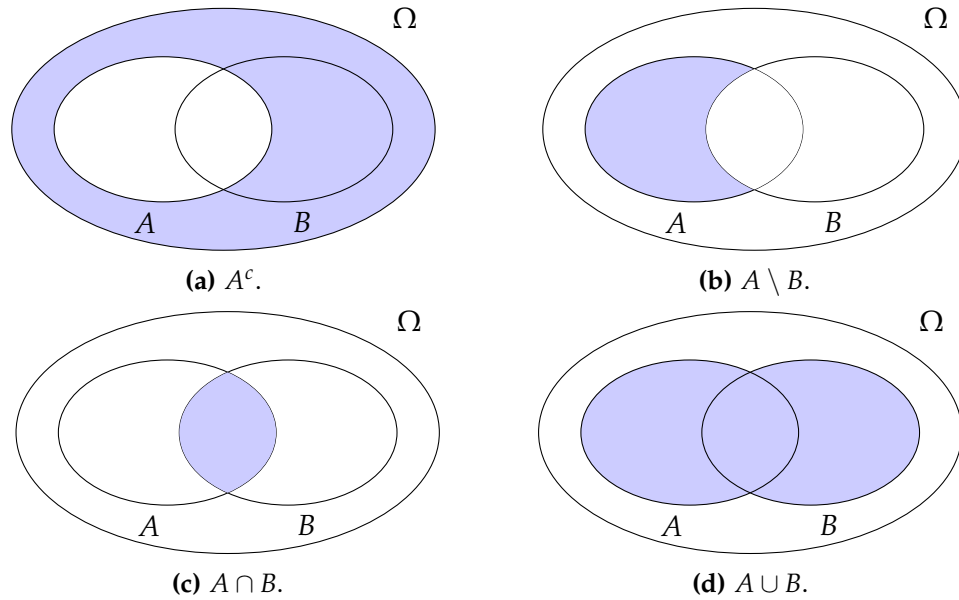 Ω Ω
A B A B
(a) Aᶜ. (b) A \ B.
Ω Ω
A B A B
(c) A ∩ B. (d) A ∪ B.